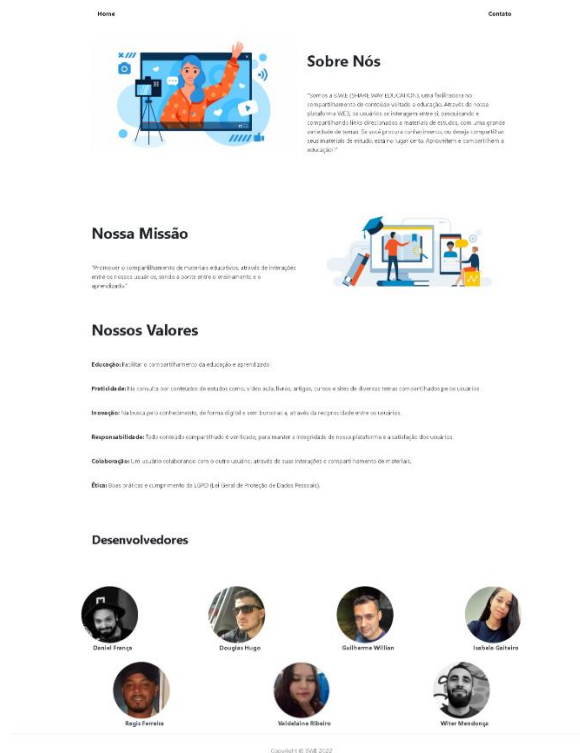 Home
Contato
Sobre Nós
"Somos a S.W.E (SHARE WAY EDUCATION), uma facilitadora no
compartilhamento de conteúdo voltado a educação. Através da nossa
plataforma WEB, os usuários se interagem entre si, pesquisando e
compartilhando links direcionados a materiais de estudos, com uma grande
variedade de temas. Se você procura conhecimento, ou deseja compartilhar
seus materiais de estudo, está no lugar certo. Aproveitem e compartilhem a
educação!"
Nossa Missão
"Promover o compartilhamento de materiais educativos, através de interações
entre os nossos usuários, sendo a ponte entre o ensinamento e o
aprendizado."
Nossos Valores
Educação: Facilitar o compartilhamento da educação e aprendizado.
Praticidade: Na consulta por conteúdos de estudos como, vídeo aula, livros, artigos, cursos e sites de diversos temas compartilhados pelos usuários.
Inovação: Na busca pelo conhecimento, de forma digital e sem burocracia, através da reciprocidade entre os usuários.
Responsabilidade: Todo conteúdo compartilhado é verificado, para manter a integridade de nossa plataforma e a satisfação dos usuários.
Colaboração: Um usuário colaborando com o outro usuário, através de suas interações e compartilhamento de materiais.
Ética: Boas práticas e cumprimento da LGPD (Lei Geral de Proteção de Dados Pessoais).
Desenvolvedores
Daniel França
Douglas Hugo
Guilherme Willian
Isabela Gaiteiro
Regis Ferreira
Valdelaine Ribeiro
Witer Mendonça
Copyright © SWE 2022